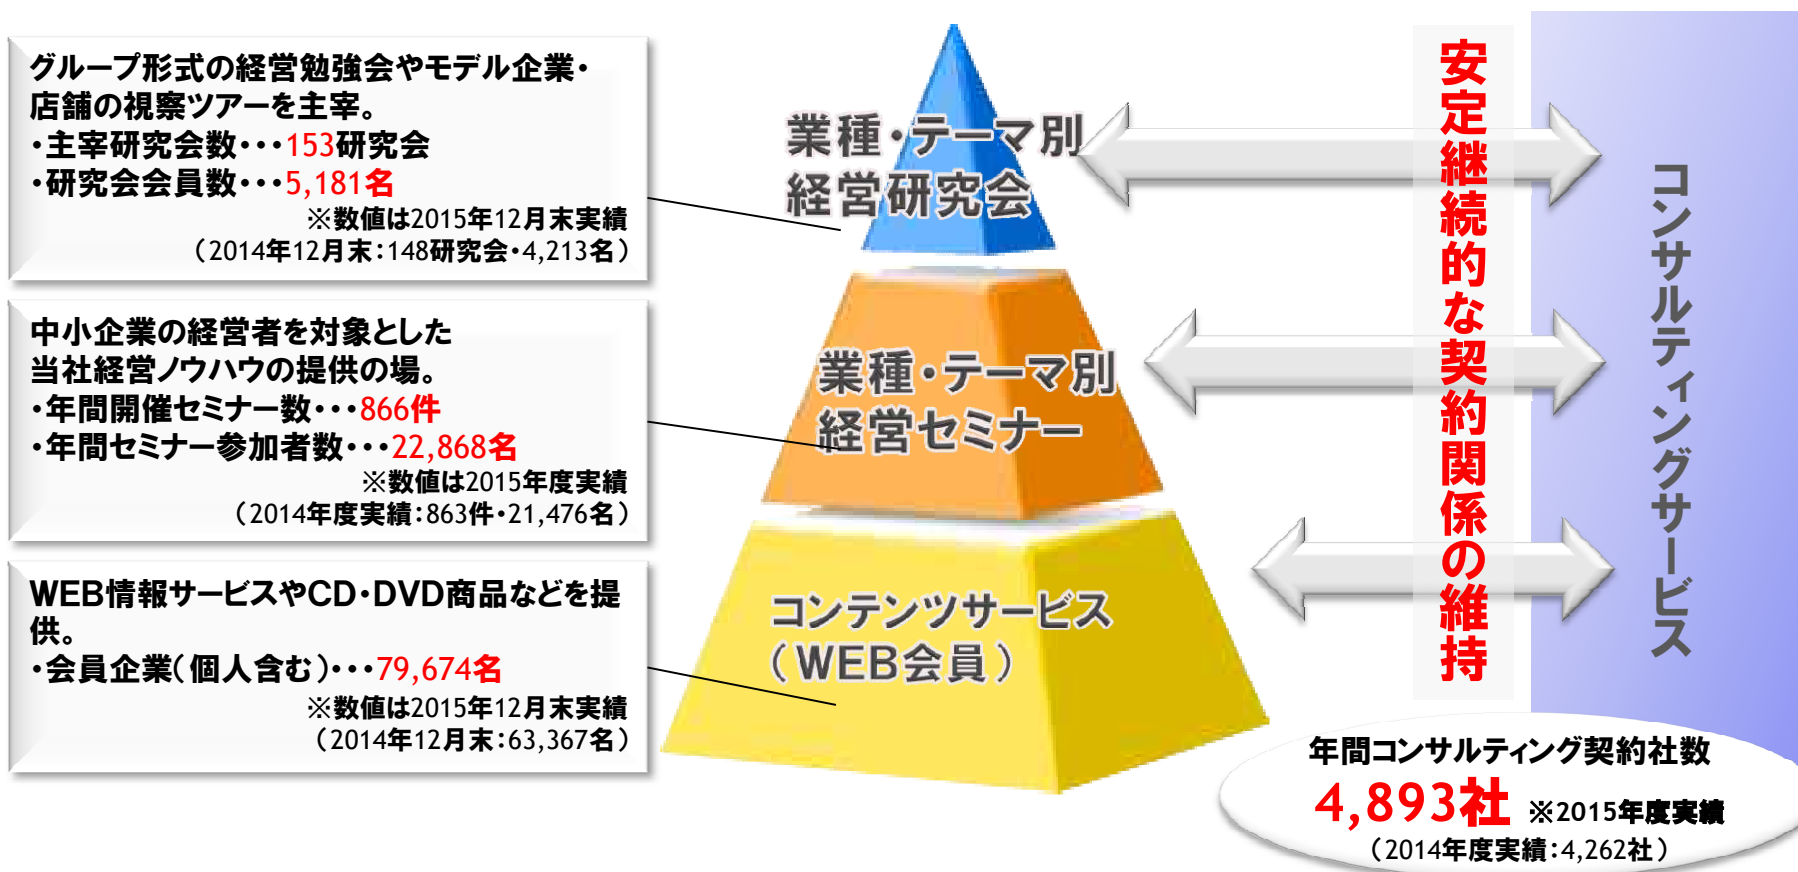 グループ形式の経営勉強会やモデル企業・
店舗の視察ツアーを主宰。
・主宰研究会数・・・153研究会
・研究会会員数・・・5,181名
※数値は2015年12月末実績
（2014年12月末：148研究会・4,213名）
中小企業の経営者を対象とした
当社経営ノウハウの提供の場。
・年間開催セミナー数・・・866件
・年間セミナー参加者数・・・22,868名
※数値は2015年度実績
（2014年度実績：863件・21,476名）
WEB情報サービスやCD・DVD商品などを提
供。
・会員企業（個人含む）・・・79,674名
※数値は2015年12月末実績
（2014年12月末：63,367名）
業種・テーマ別
経営研究会
業種・テーマ別
経営セミナー
コンテンツサービス
（WEB会員）
安定継続的な契約関係の維持
コンサルティングサービス
年間コンサルティング契約社数
4,893社 ※2015年度実績
（2014年度実績：4,262社）